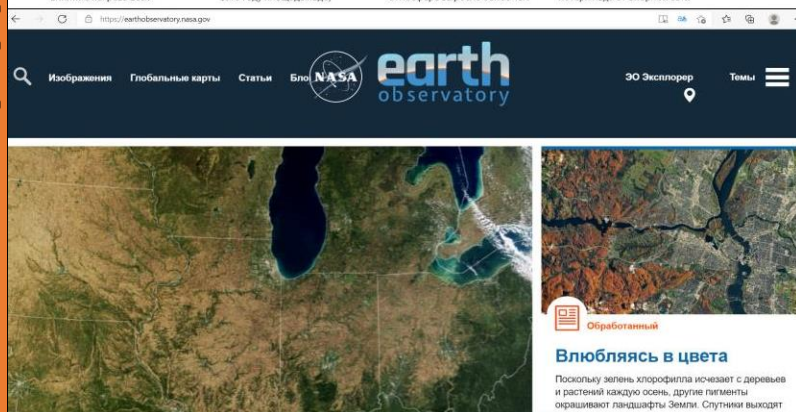 https://earthobservatory.nasa.gov
Изображения Глобальные карты Статьи Бло NASA earth observatory ЭО Эксплорер Темы
Обработанный
Влюбляясь в цвета
Поскольку зелень хлорофилла исчезает с деревьев
и растений каждую осень, другие пигменты
окрашивают ландшафты Земли. Спутники выходят